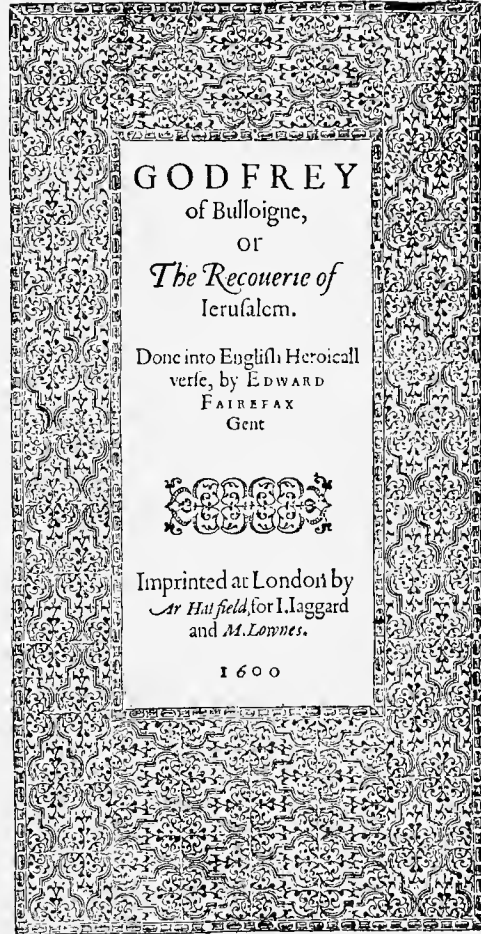 GODFREY
of Bulloigne,
or
The Recouerie of
Ierusalem.
Done into English Heroicall
verse, by EDWARD
FAIREFAX
Gent
Imprinted at London by
Ar Hatfield, for I. Iaggard
and M. Lownes.
1600